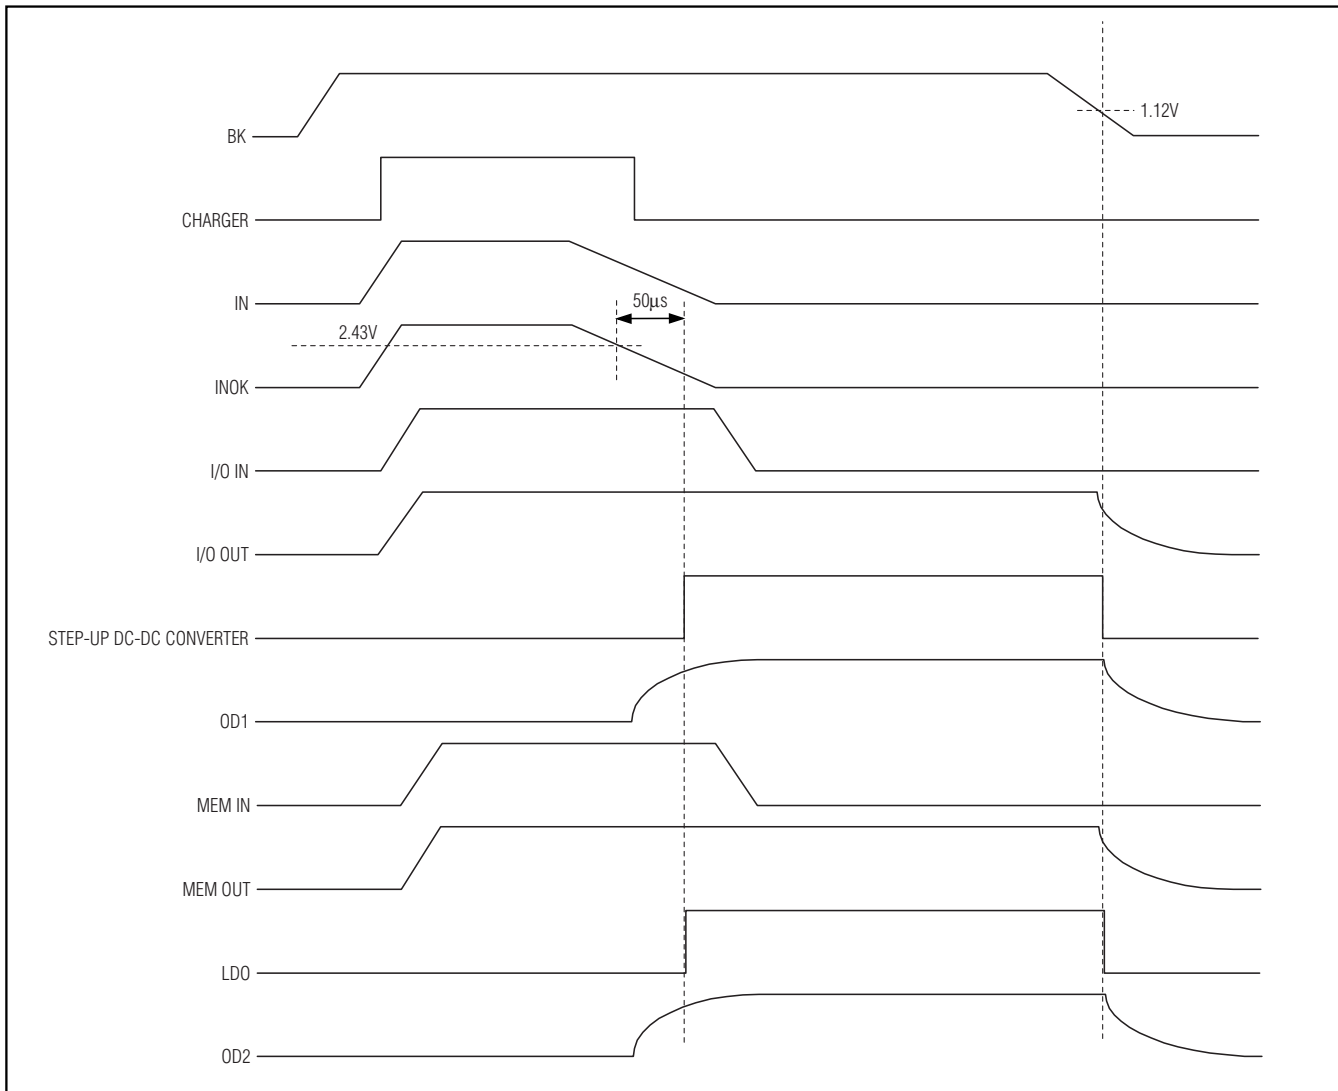 BK
1.12V
CHARGER
IN
50µs
2.43V
INOK
I/O IN
I/O OUT
STEP-UP DC-DC CONVERTER
OD1
MEM IN
MEM OUT
LDO
OD2